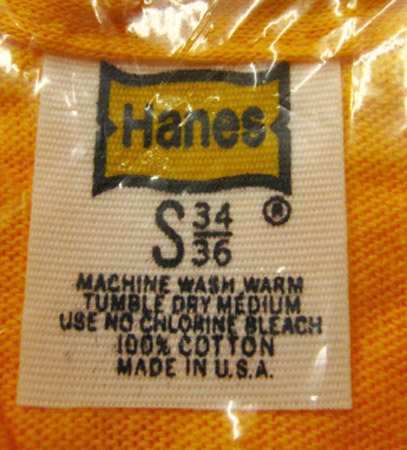 Hanes
S 34/36 ®
MACHINE WASH WARM
TUMBLE DRY MEDIUM
USE NO CHLORINE BLEACH
100% COTTON
MADE IN U.S.A.